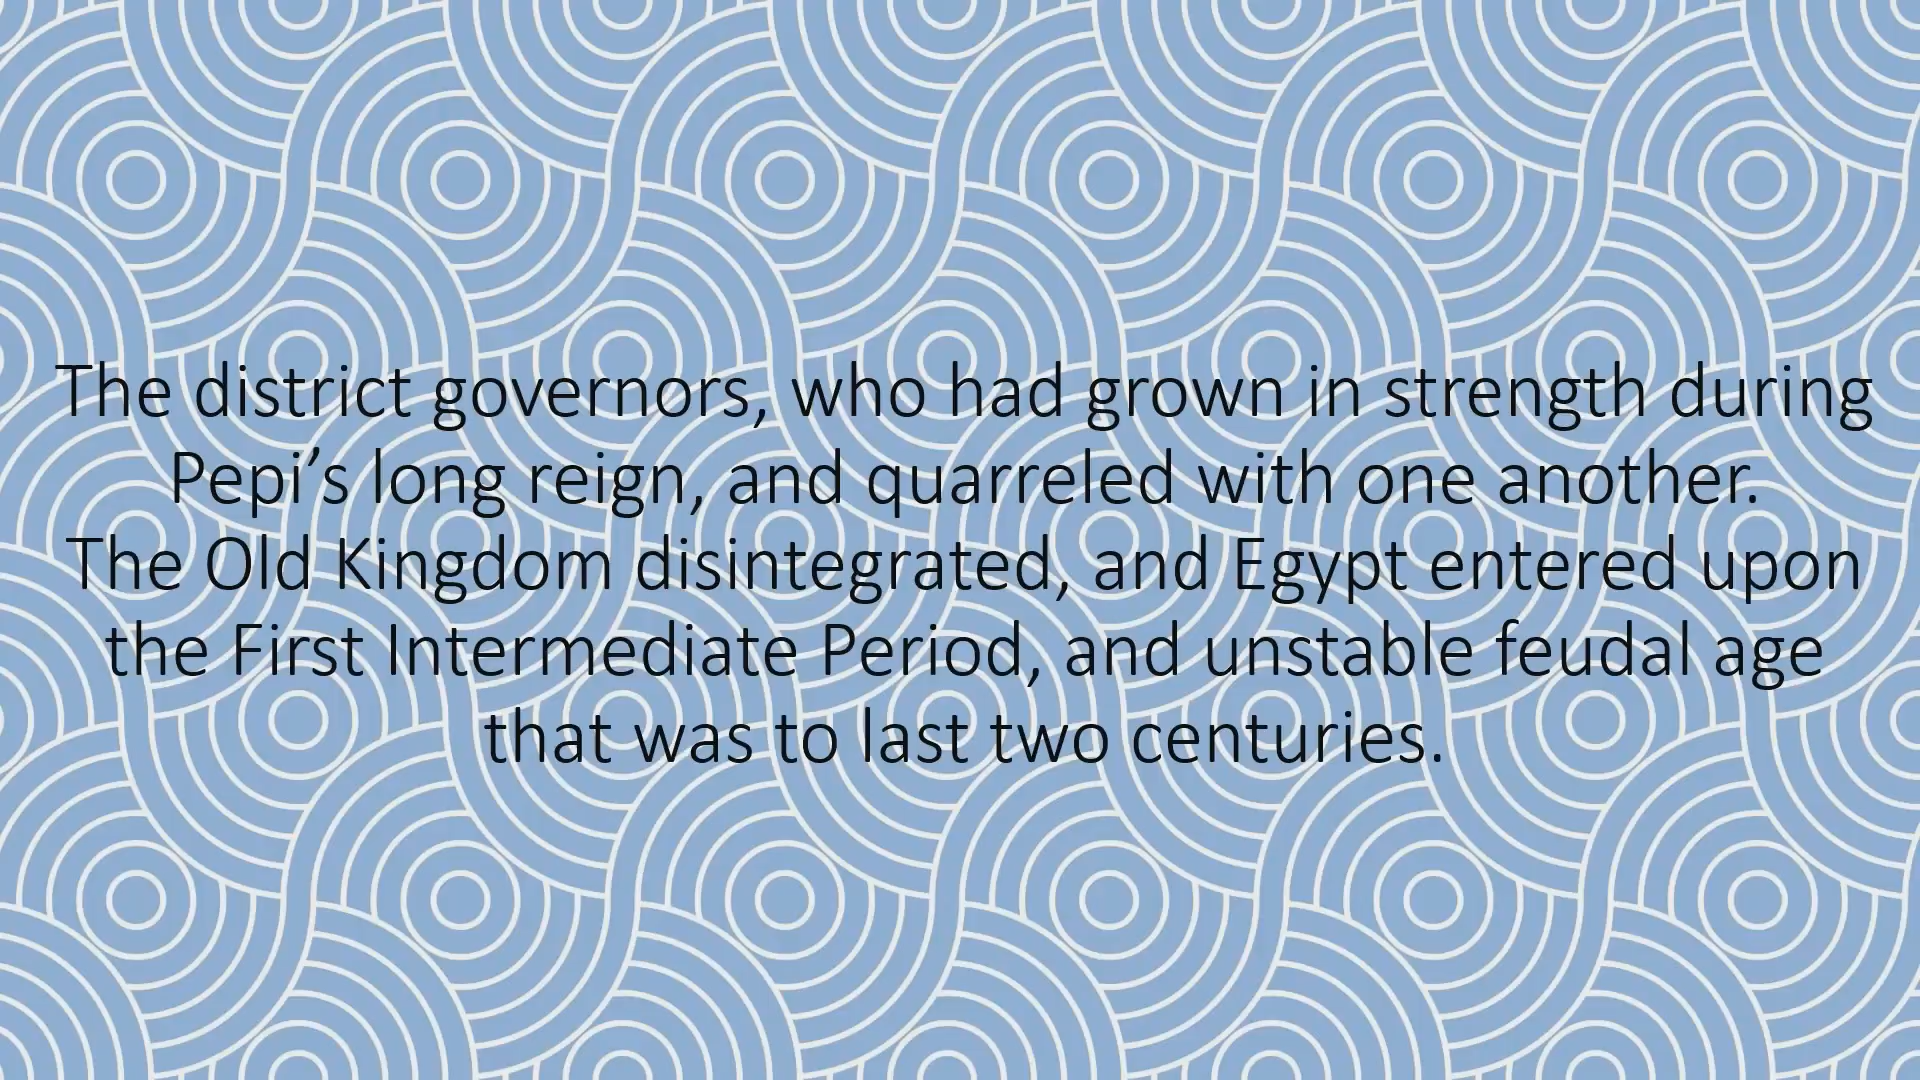 The district governors, who had grown in strength during
Pepi’s long reign, and quarreled with one another.
The Old Kingdom disintegrated, and Egypt entered upon
the First Intermediate Period, and unstable feudal age
that was to last two centuries.